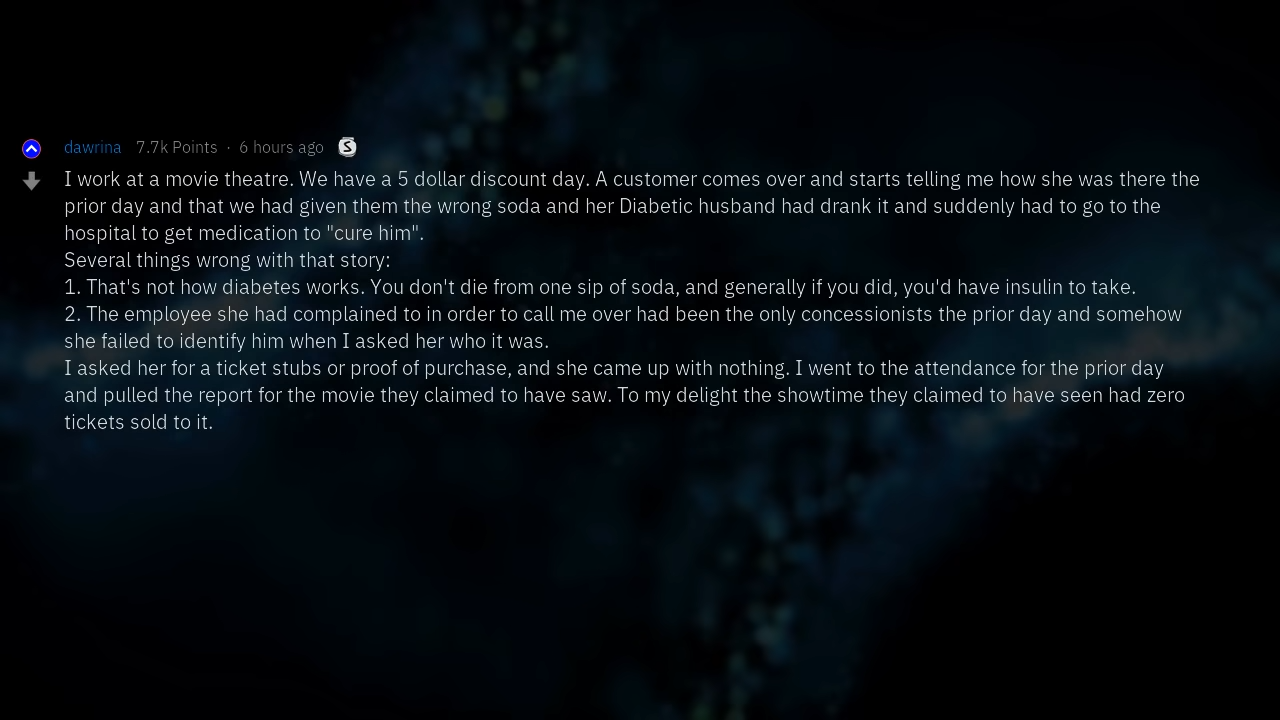 dawrina 7.7k Points · 6 hours ago
I work at a movie theatre. We have a 5 dollar discount day. A customer comes over and starts telling me how she was there the
prior day and that we had given them the wrong soda and her Diabetic husband had drank it and suddenly had to go to the
hospital to get medication to "cure him".
Several things wrong with that story:
1. That's not how diabetes works. You don't die from one sip of soda, and generally if you did, you'd have insulin to take.
2. The employee she had complained to in order to call me over had been the only concessionists the prior day and somehow
she failed to identify him when I asked her who it was.
I asked her for a ticket stubs or proof of purchase, and she came up with nothing. I went to the attendance for the prior day
and pulled the report for the movie they claimed to have saw. To my delight the showtime they claimed to have seen had zero
tickets sold to it.